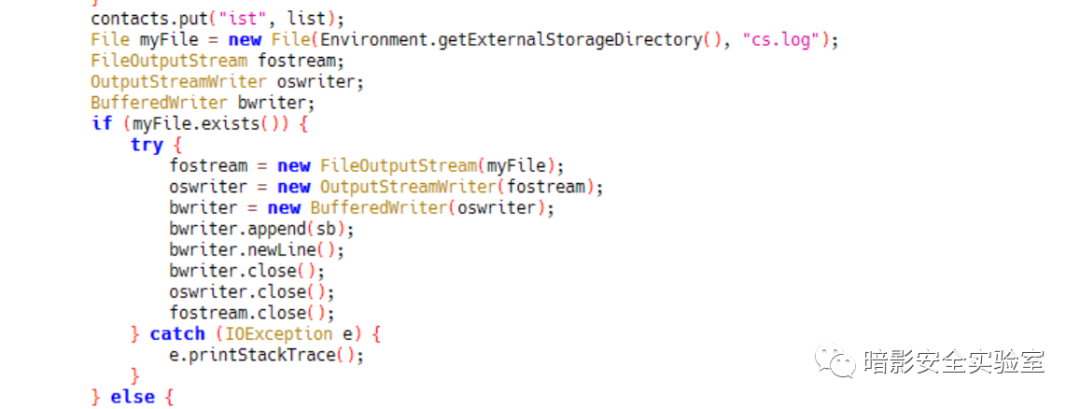 }
contacts.put("ist", list);
File myFile = new File(Environment.getExternalStorageDirectory(), "cs.log");
FileOutputStream fostream;
OutputStreamWriter oswriter;
BufferedWriter bwriter;
if (myFile.exists()) {
try {
fostream = new FileOutputStream(myFile);
oswriter = new OutputStreamWriter(fostream);
bwriter = new BufferedWriter(oswriter);
bwriter.append(sb);
bwriter.newLine();
bwriter.close();
oswriter.close();
fostream.close();
} catch (IOException e) {
e.printStackTrace();
}
} else {
暗影安全实验室